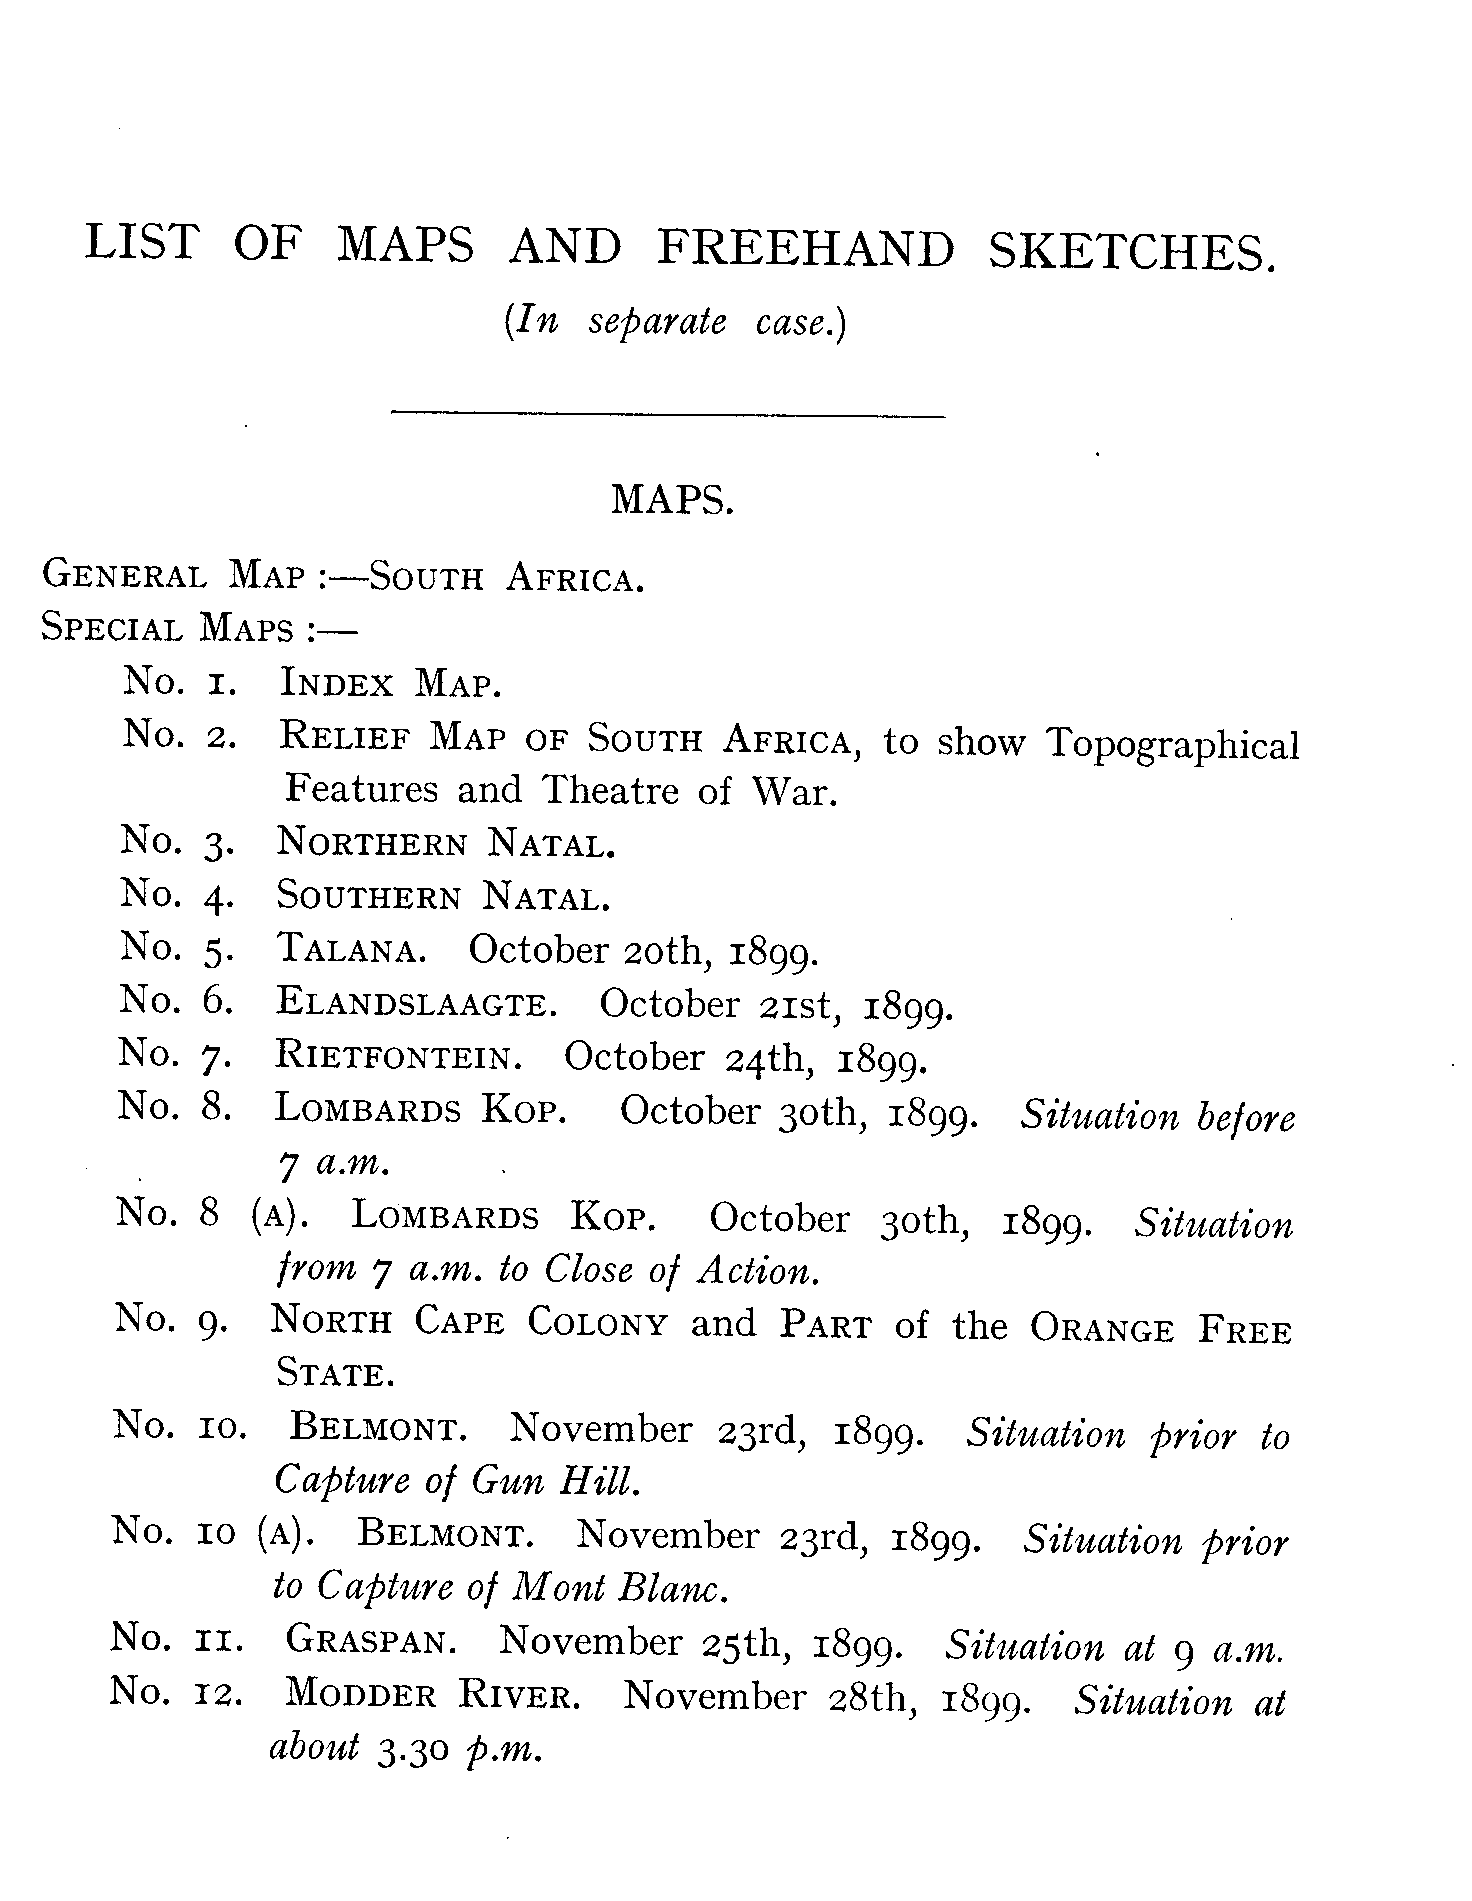 LIST OF MAPS AND FREEHAND SKETCHES.
(In separate case.)
MAPS.
GENERAL MAP :—SOUTH AFRICA.
SPECIAL MAPS :—
No. 1. INDEX MAP.
No. 2. RELIEF MAP OF SOUTH AFRICA, to show Topographical
Features and Theatre of War.
No. 3. NORTHERN NATAL.
No. 4. SOUTHERN NATAL.
No. 5. TALANA. October 20th, 1899.
No. 6. ELANDSLAAGTE. October 21st, 1899.
No. 7. RIETFONTEIN. October 24th, 1899.
No. 8. LOMBARDS KOP. October 30th, 1899. Situation before
7 a.m.
No. 8 (A). LOMBARDS KOP. October 30th, 1899. Situation
from 7 a.m. to Close of Action.
No. 9. NORTH CAPE COLONY and PART of the ORANGE FREE
STATE.
No. 10. BELMONT. November 23rd, 1899. Situation prior to
Capture of Gun Hill.
No. 10 (A). BELMONT. November 23rd, 1899. Situation prior
to Capture of Mont Blanc.
No. 11. GRASPAN. November 25th, 1899. Situation at 9 a.m.
No. 12. MODDER RIVER. November 28th, 1899. Situation at
about 3.30 p.m.